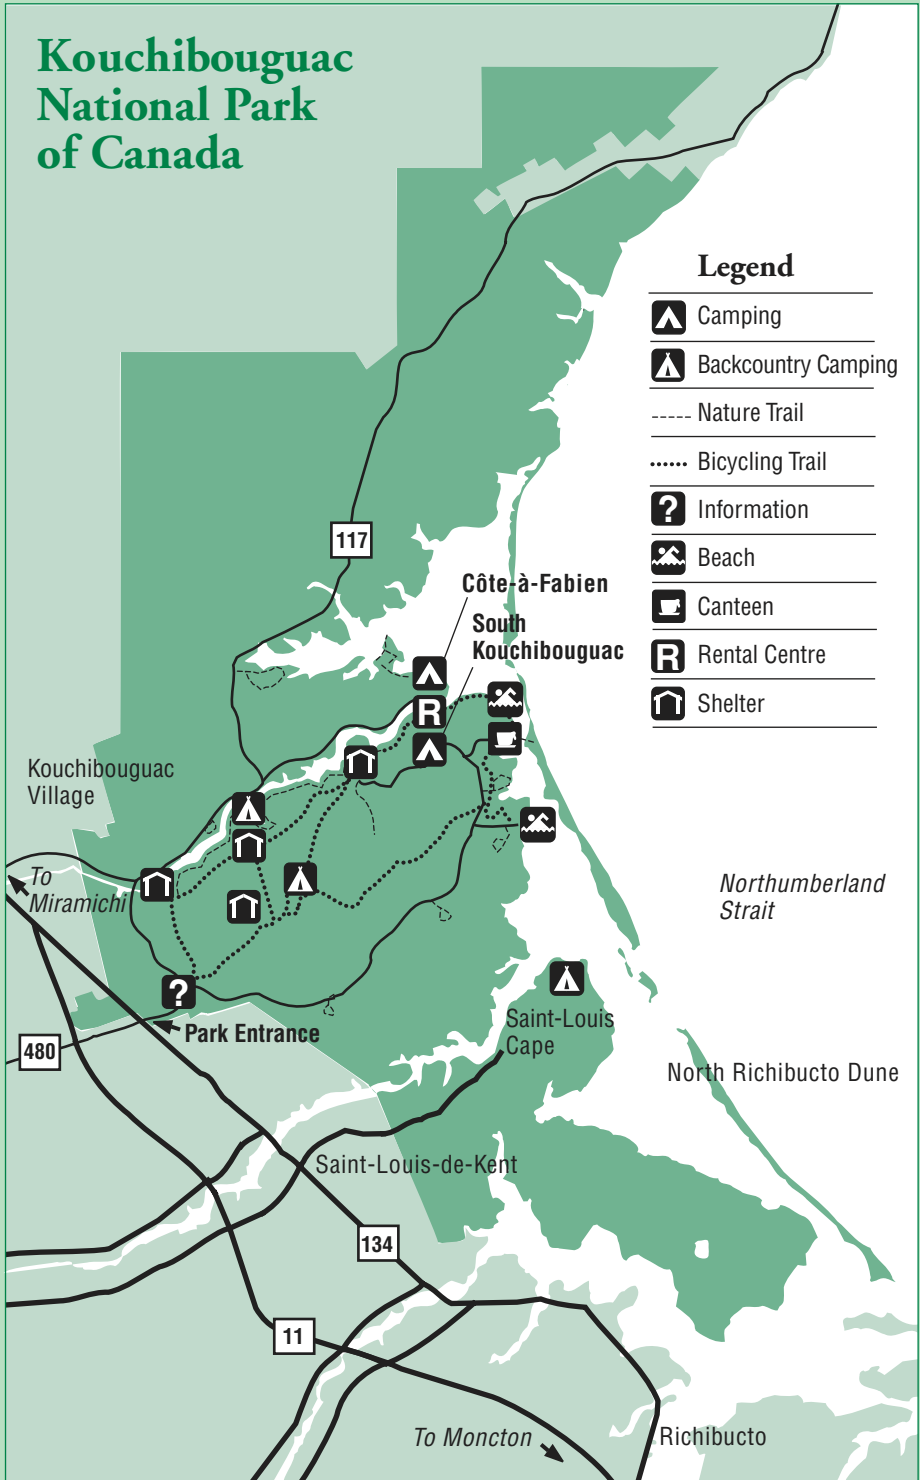 Kouchibouguac
National Park
of Canada
Legend
Camping
Backcountry Camping
Nature Trail
Bicycling Trail
?
Information
Beach
Canteen
R
Rental Centre
Shelter
117
Côte-à-Fabien
South
Kouchibouguac
R
Kouchibouguac
Village
To
Miramichi
Northumberland
Strait
?
Park Entrance
480
Saint-Louis
Cape
North Richibucto Dune
Saint-Louis-de-Kent
134
11
To Moncton
Richibucto